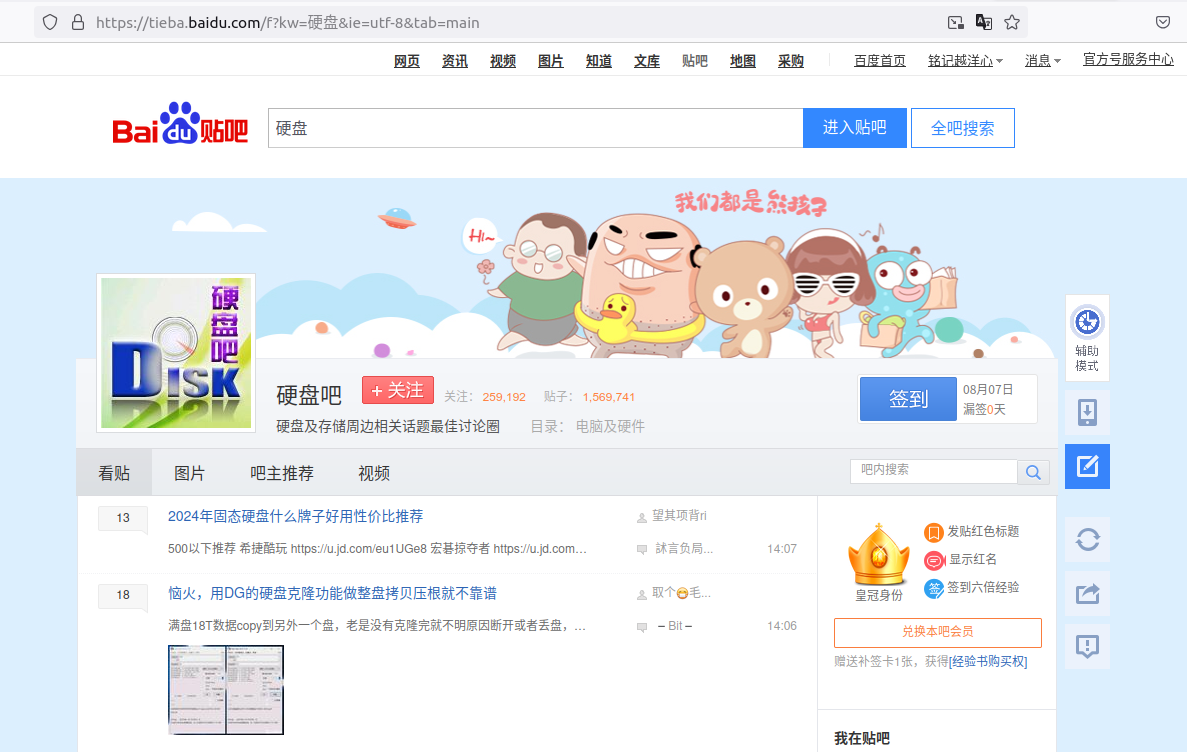 https://tieba.baidu.com/f?kw=硬盘&ie=utf-8&tab=main
网页 资讯 视频 图片 知道 文库 贴吧 地图 采购 百度首页 铭记越洋心 消息 官方号服务中心
Baidu贴吧 硬盘 进入贴吧 全吧搜索
我们都是熊孩子
Hi~
硬盘吧
DISK
硬盘吧 + 关注 关注: 259,192 贴子: 1,569,741
硬盘及存储周边相关话题最佳讨论圈 目录: 电脑及硬件
签到 08月07日
漏签0天
辅助
模式
看贴 图片 吧主推荐 视频 吧内搜索
13 2024年固态硬盘什么牌子好用性价比推荐 望其项背ri
500以下推荐 希捷酷玩 https://u.jd.com/eu1UGe8 宏碁掠夺者 https://u.jd.com… 訹言负局... 14:07
18 恼火，用DG的硬盘克隆功能做整盘拷贝压根就不靠谱 取个😁毛...
满盘18T数据copy到另外一个盘，老是没有克隆完就不明原因断开或者丢盘，… ━Bit━ 14:06
皇冠身份
发贴红色标题
显示红名
签 签到六倍经验
兑换本吧会员
赠送补签卡1张，获得[经验书购买权]
我在贴吧